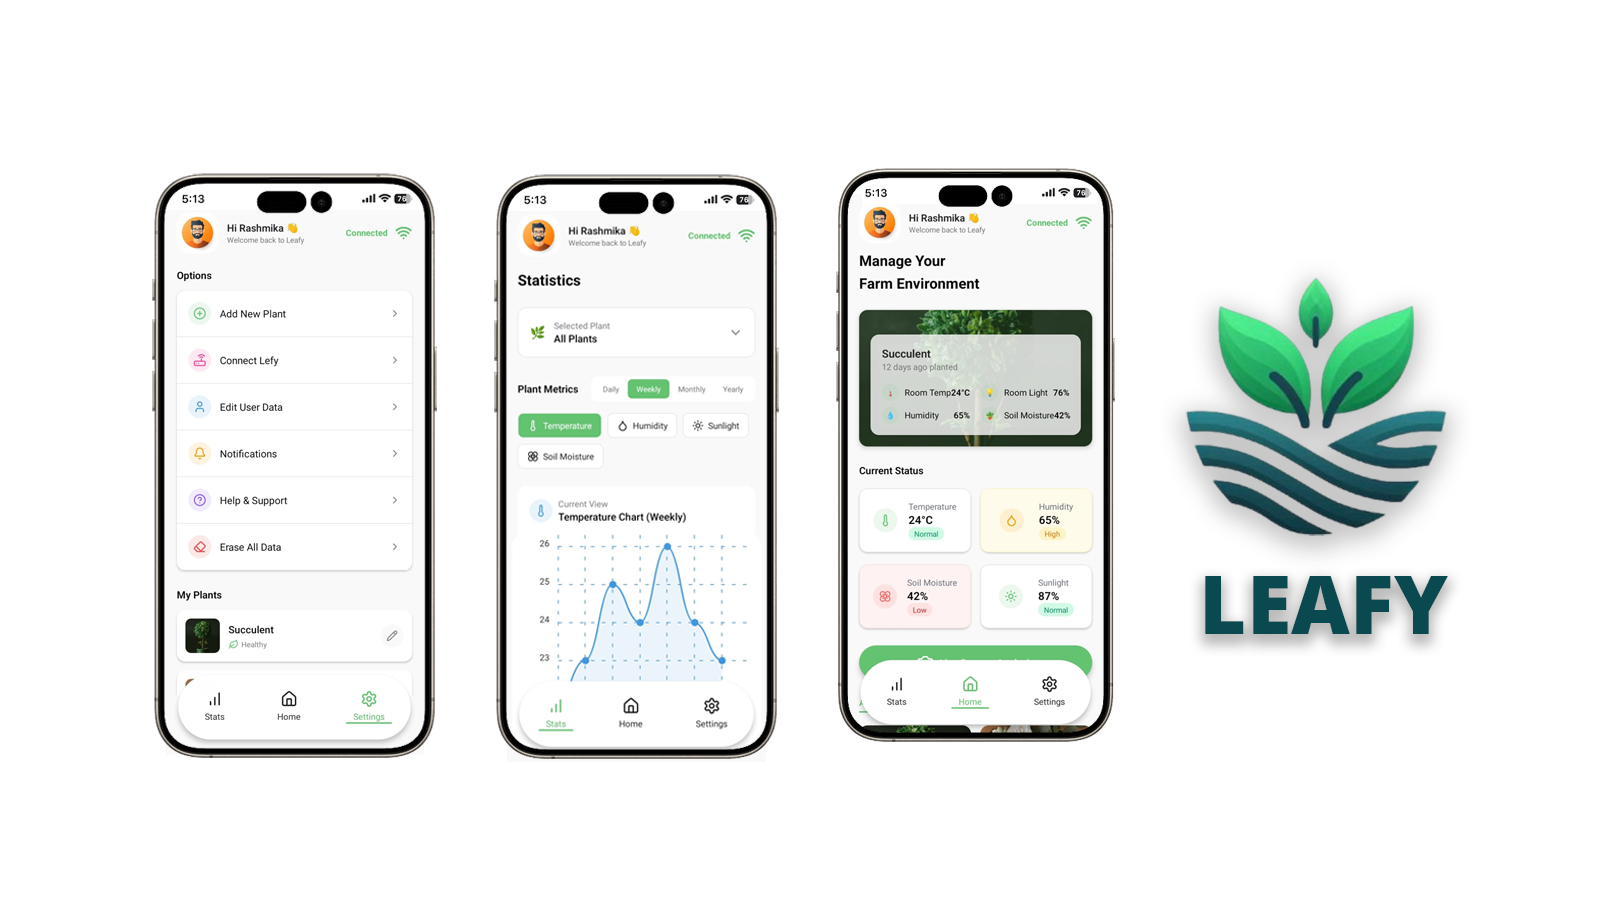 5:13
76
Hi Rashmika 👋
Welcome back to Leafy
Connected
Options
Add New Plant
Connect Lefy
Edit User Data
Notifications
Help & Support
Erase All Data
My Plants
Succulent
Healthy
Stats
Home
Settings
5:13
76
Hi Rashmika 👋
Welcome back to Leafy
Connected
Statistics
Selected Plant
All Plants
Plant Metrics
Daily
Weekly
Monthly
Yearly
Temperature
Humidity
Sunlight
Soil Moisture
Current View
Temperature Chart (Weekly)
26
25
24
23
Stats
Home
Settings
5:13
76
Hi Rashmika 👋
Welcome back to Leafy
Connected
Manage Your
Farm Environment
Succulent
12 days ago planted
Room Temp24°C
Room Light 76%
Humidity 65%
Soil Moisture42%
Current Status
Temperature
24°C
Normal
Humidity
65%
High
Soil Moisture
42%
Low
Sunlight
87%
Normal
Stats
Home
Settings
LEAFY